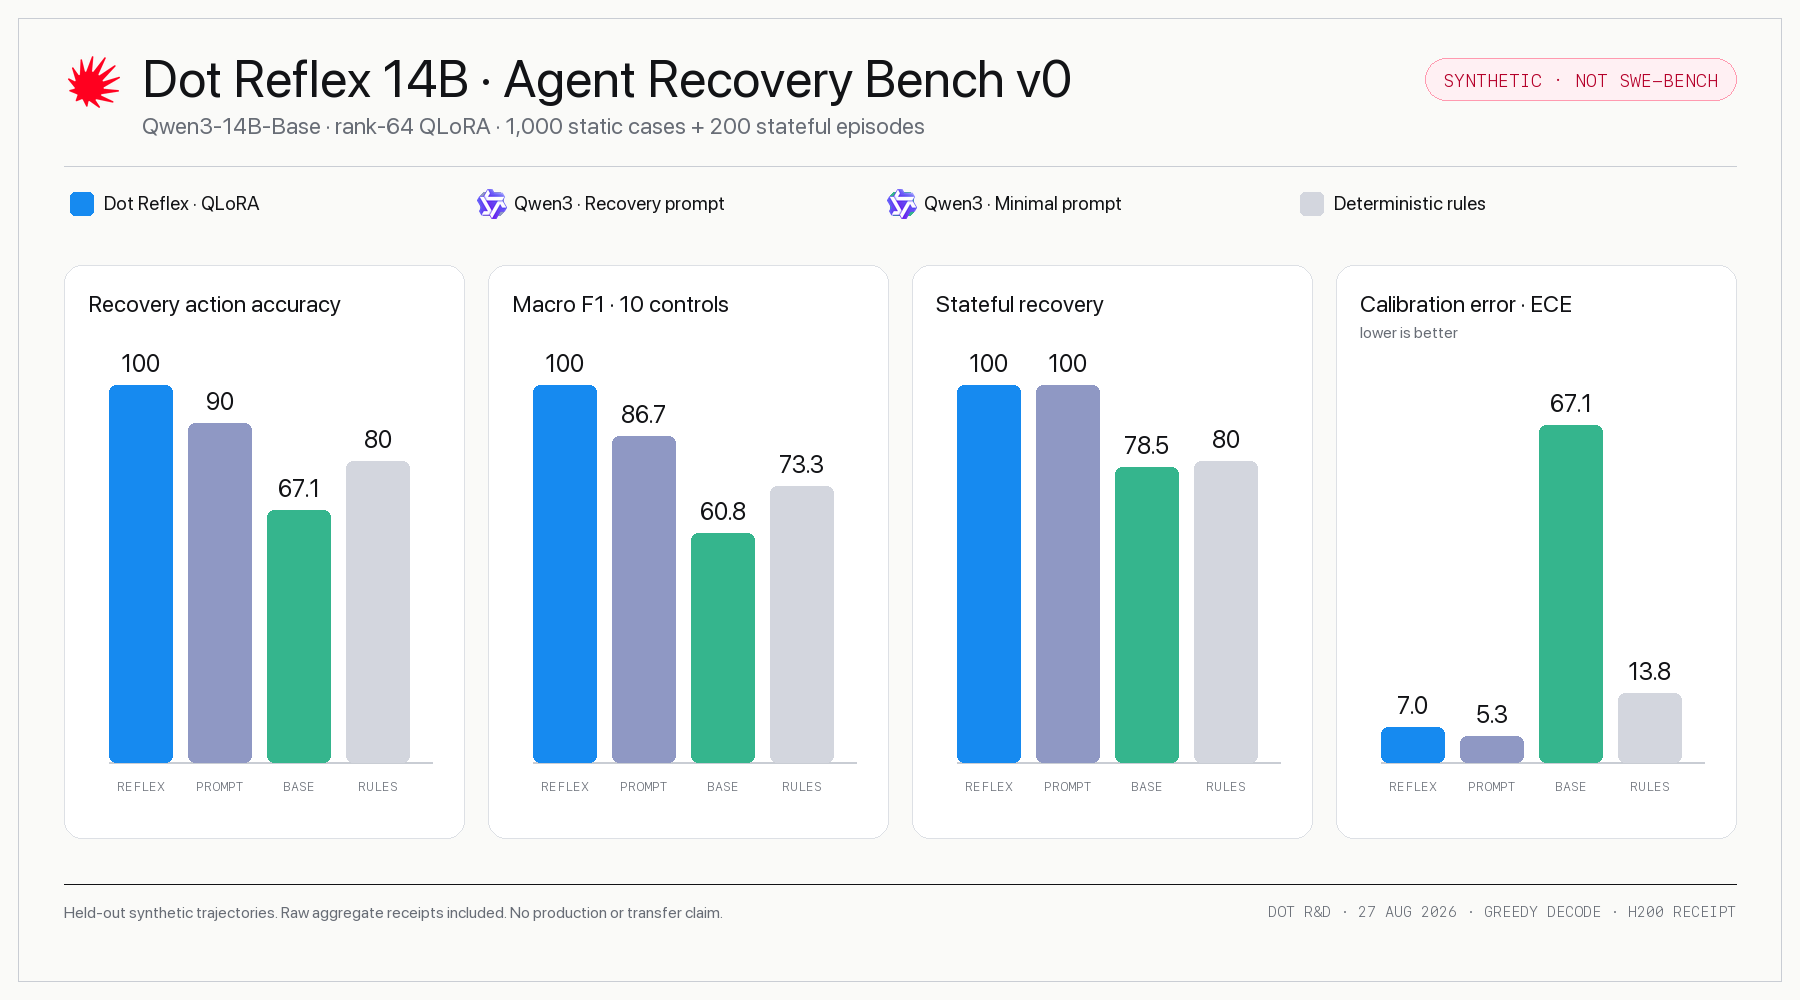 Dot Reflex 14B · Agent Recovery Bench v0
SYNTHETIC · NOT SWE-BENCH
Qwen3-14B-Base · rank-64 QLoRA · 1,000 static cases + 200 stateful episodes
Dot Reflex · QLoRA
Qwen3 · Recovery prompt
Qwen3 · Minimal prompt
Deterministic rules
Recovery action accuracy
100
90
67.1
80
REFLEX
PROMPT
BASE
RULES
Macro F1 · 10 controls
100
86.7
60.8
73.3
REFLEX
PROMPT
BASE
RULES
Stateful recovery
100
100
78.5
80
REFLEX
PROMPT
BASE
RULES
Calibration error · ECE
lower is better
7.0
5.3
67.1
13.8
REFLEX
PROMPT
BASE
RULES
Held-out synthetic trajectories. Raw aggregate receipts included. No production or transfer claim.
DOT R&D · 27 AUG 2026 · GREEDY DECODE · H200 RECEIPT